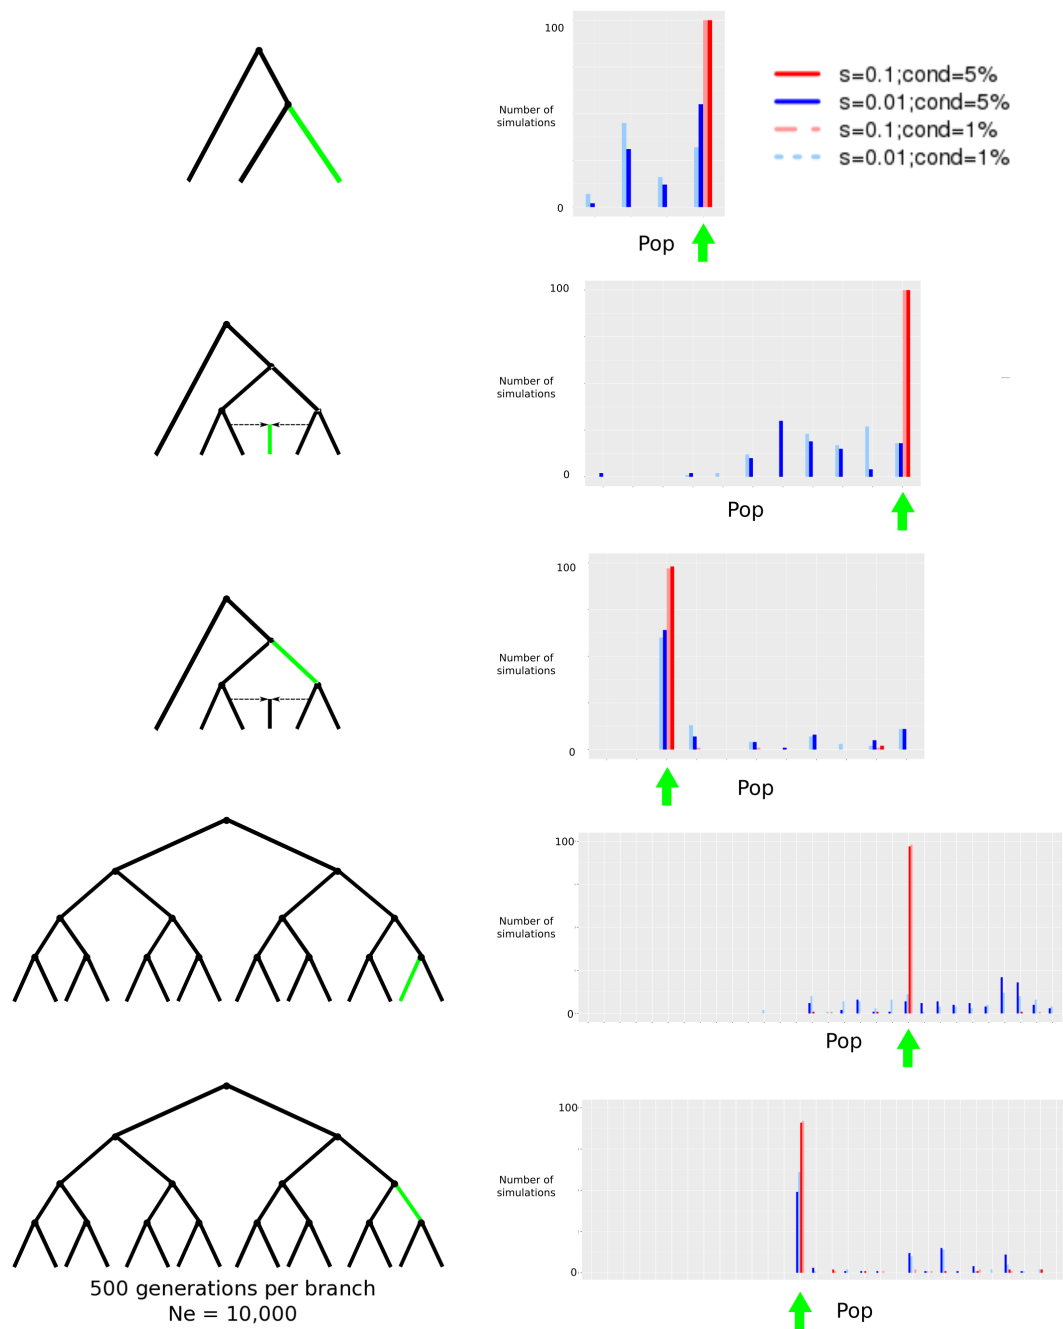 100
Number of
simulations
0
Pop
s=0.1;cond=5%
s=0.01;cond=5%
s=0.1;cond=1%
s=0.01;cond=1%
100
Number of
simulations
0
Pop
100
Number of
simulations
0
Pop
100
Number of
simulations
0
Pop
100
Number of
simulations
0
Pop
500 generations per branch
Ne = 10,000